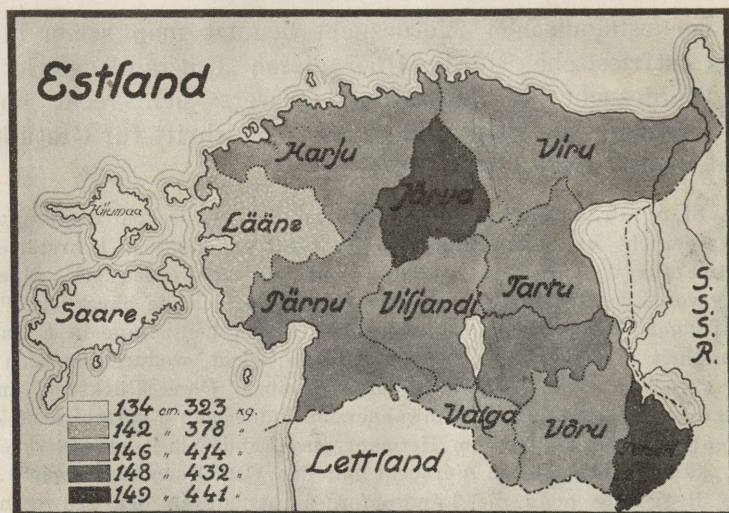 Estland
Harju
Viru
Järva
Hiiumaa
Lääne
Saare
Pärnu
Viljandi
Tartu
S.
S.
S.
R.
Valga
Võru
Petseri
Lettland
134 cm. 323 kg.
142 " 378 "
146 " 414 "
148 " 432 "
149 " 441 "